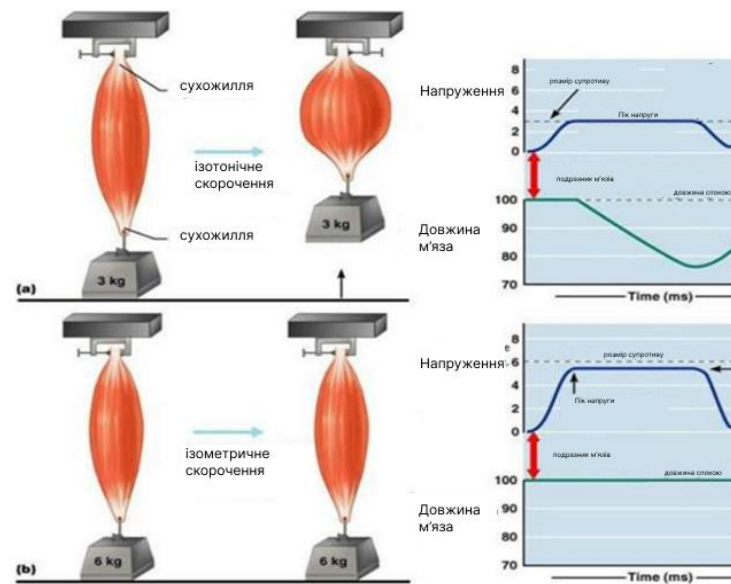 сухожилля
ізотонічне
скорочення
сухожилля
3 kg
3 kg
(a)
Напруження
8
6
4
2
0
розмір супротиву
Пік напруги
подразник м'язів
Довжина
м'яза
100
90
80
70
довжина спокою
Time (ms)
ізометричне
скорочення
6 kg
6 kg
(b)
Напруження
8
6
4
2
0
розмір супротиву
Пік напруги
подразник м'язів
Довжина
м'яза
100
90
80
70
довжина спокою
Time (ms)